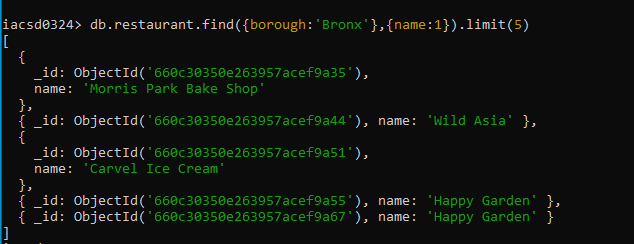 iacsd0324> db.restaurant.find({borough:'Bronx'},{name:1}).limit(5)
[
  {
    _id: ObjectId('660c30350e263957acef9a35'),
    name: 'Morris Park Bake Shop'
  },
  { _id: ObjectId('660c30350e263957acef9a44'), name: 'Wild Asia' },
  {
    _id: ObjectId('660c30350e263957acef9a51'),
    name: 'Carvel Ice Cream'
  },
  { _id: ObjectId('660c30350e263957acef9a55'), name: 'Happy Garden' },
  { _id: ObjectId('660c30350e263957acef9a67'), name: 'Happy Garden' }
]